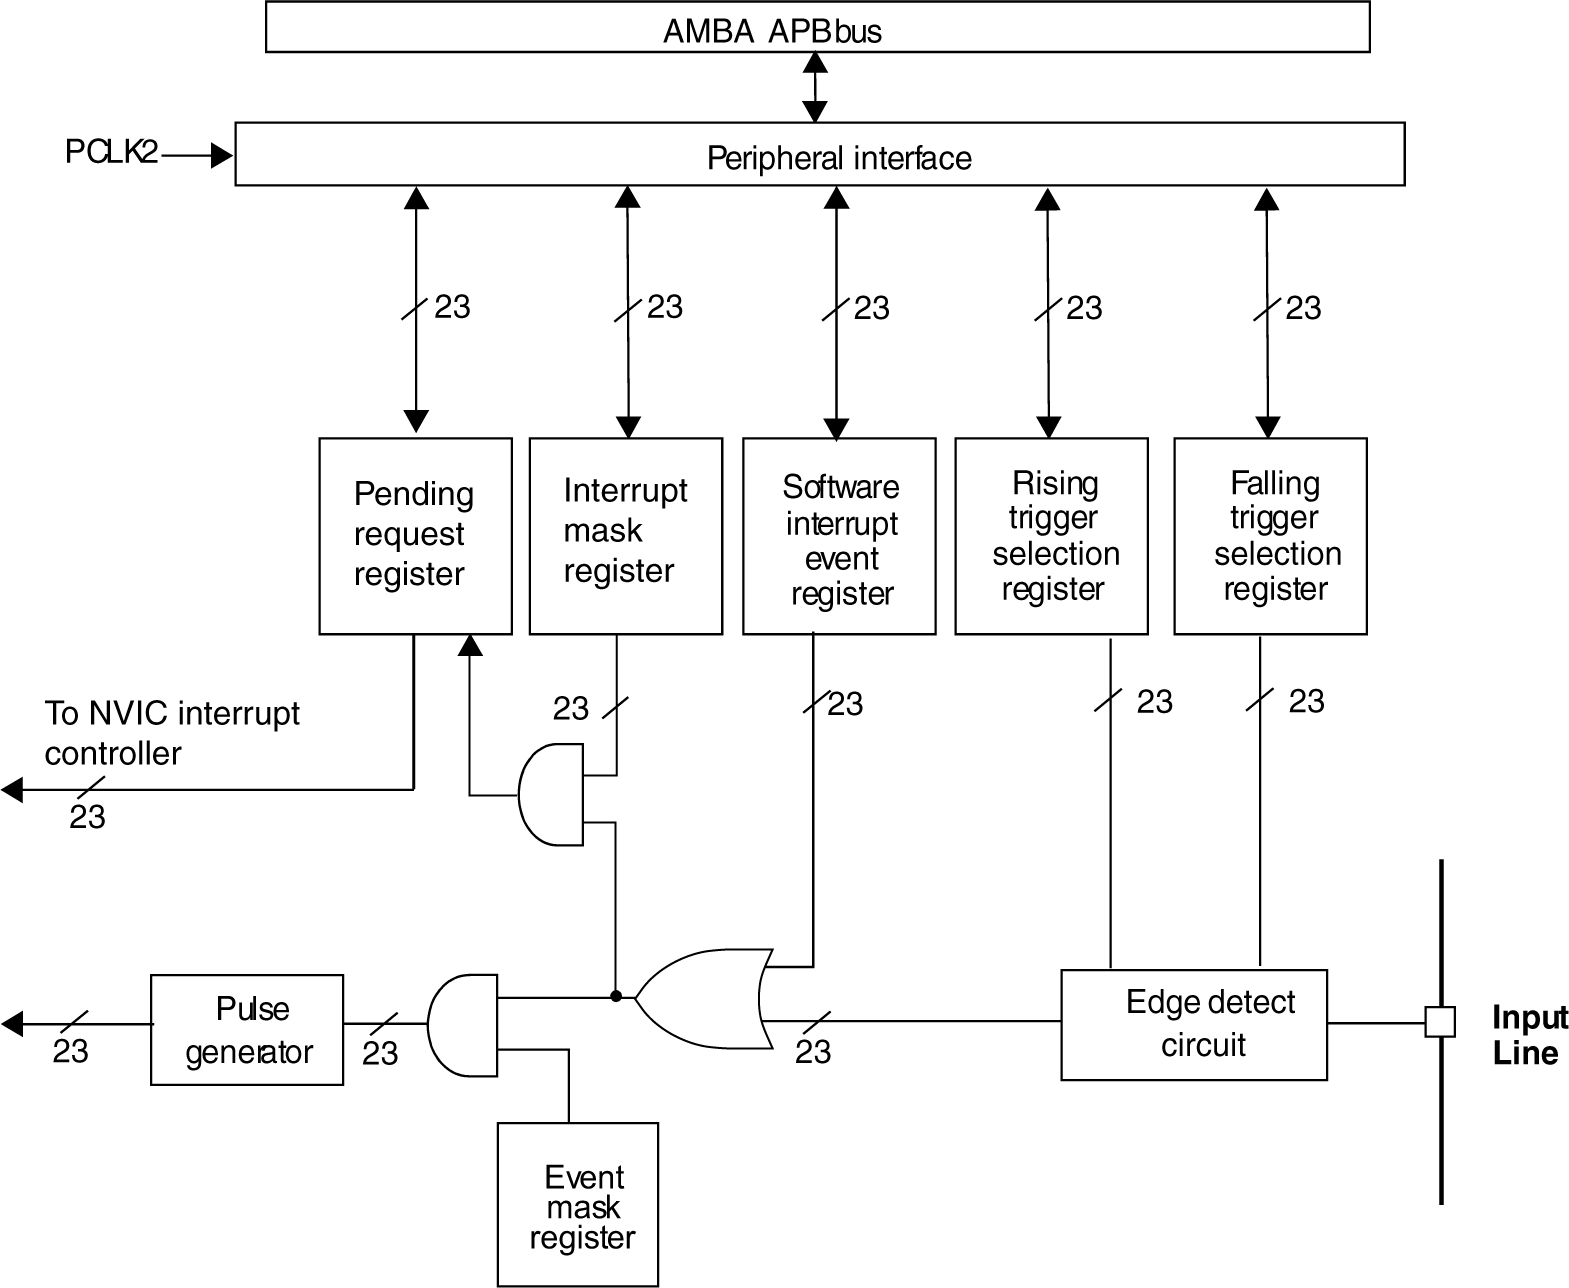 AMBA APB bus
PCLK2
Peripheral interface
23
23
23
23
23
Pending
request
register
Interrupt
mask
register
Software
interrupt
event
register
Rising
trigger
selection
register
Falling
trigger
selection
register
23
23
23
23
To NVIC interrupt
controller
23
Pulse
generator
23
23
23
Edge detect
circuit
Input
Line
Event
mask
register